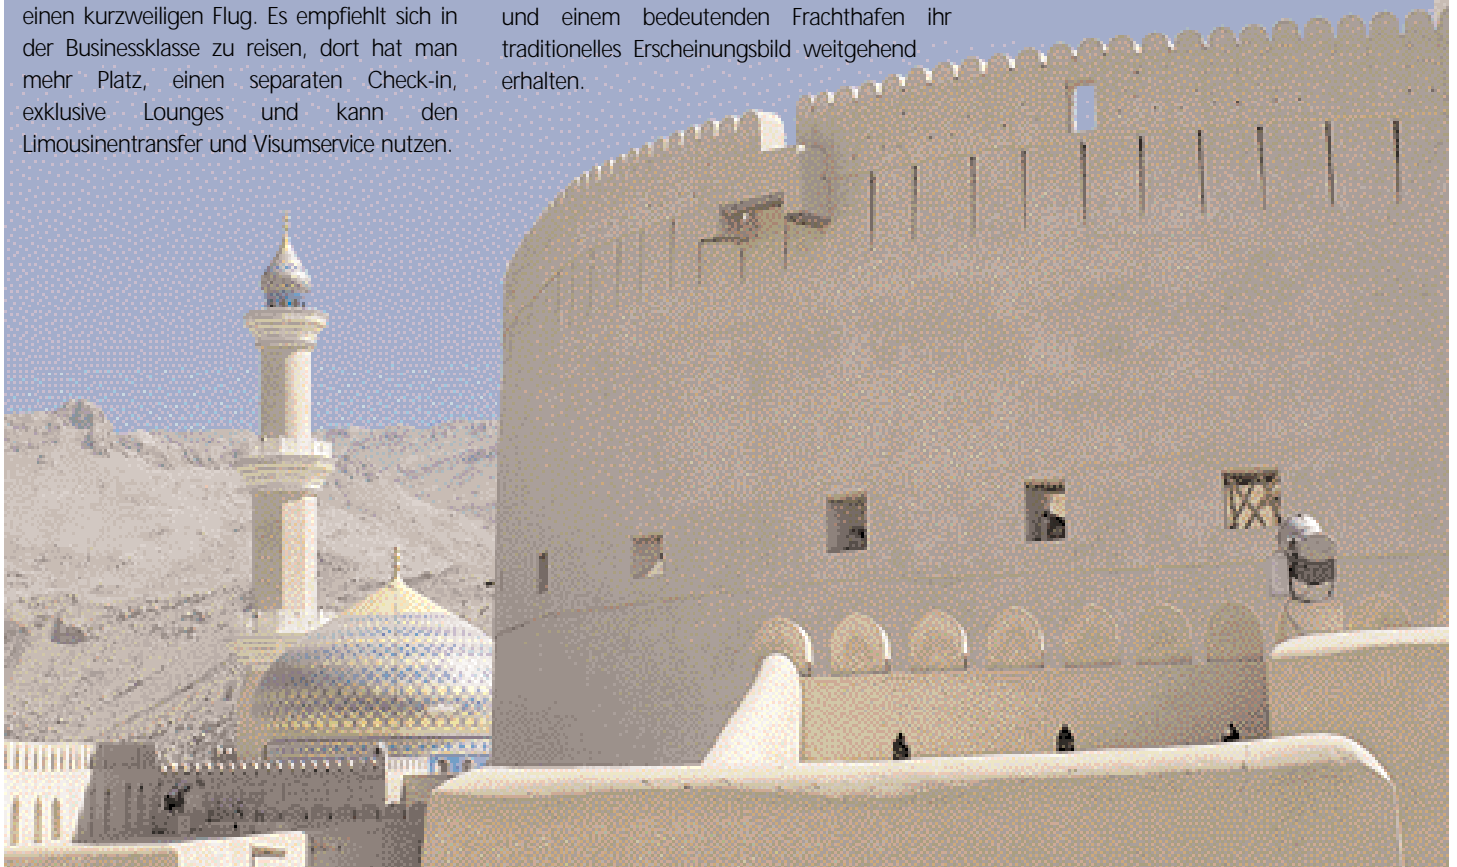 einen kurzweiligen Flug. Es empfiehlt sich in
der Businessklasse zu reisen, dort hat man
mehr Platz, einen separaten Check-in,
exklusive Lounges und kann den
Limousinentransfer und Visumservice nutzen.
und einem bedeutenden Frachthafen ihr
traditionelles Erscheinungsbild weitgehend
erhalten.